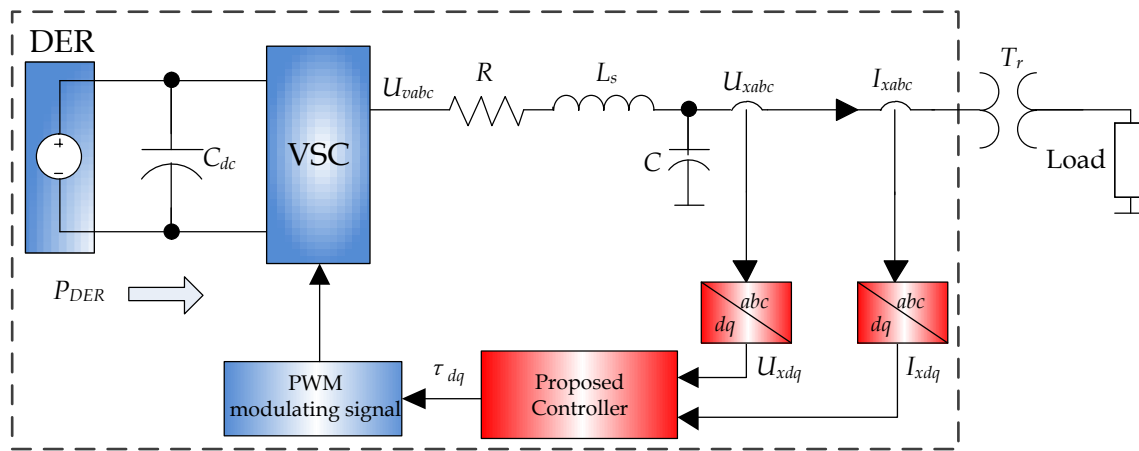 DER
+
−
C_dc
P_DER
VSC
U_vabc
R
L_s
C
U_xabc
I_xabc
T_r
Load
abc
dq
abc
dq
U_xdq
I_xdq
Proposed
Controller
τ_dq
PWM
modulating signal